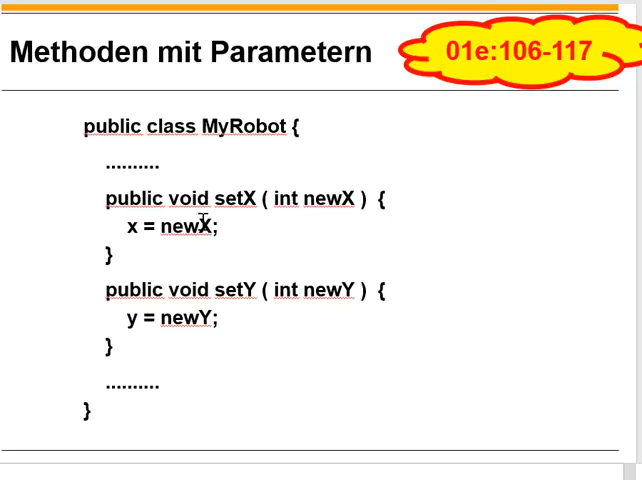 Methoden mit Parametern
01e:106-117
public class MyRobot {
..........
public void setX ( int newX ) {
x = newX;
}
public void setY ( int newY ) {
y = newY;
}
..........
}